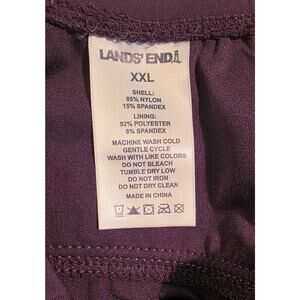 LANDS' END
XXL
SHELL:
85% NYLON
15% SPANDEX
LINING:
92% POLYESTER
8% SPANDEX
MACHINE WASH COLD
GENTLE CYCLE
WASH WITH LIKE COLORS
DO NOT BLEACH
TUMBLE DRY LOW
DO NOT IRON
DO NOT DRY CLEAN
MADE IN CHINA